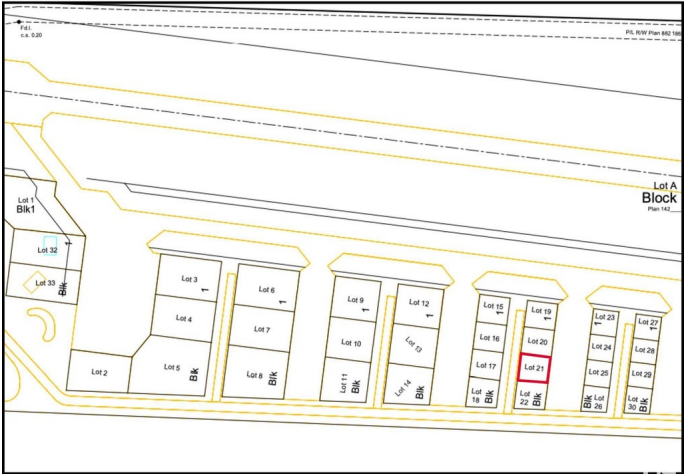 Fd.I.
c.s. 0.20
P/L R/W Plan 882 186
Lot A
Block
Plan 142
Lot 1
Blk1
Lot 32
1
Lot 33
Blk
Lot 2
Lot 3
1
Lot 4
Lot 5
Blk
Lot 6
1
Lot 7
Lot 8
Blk
Lot 9
1
Lot 10
Lot 11
Blk
Lot 12
1
Lot 13
Lot 14
Blk
Lot 15
1
Lot 16
Lot 17
Lot
18
Blk
Lot 19
1
Lot 20
Lot 21
Lot
22
Blk
Lot 23
1
Lot 24
Lot 25
Blk
Lot
26
Lot 27
1
Lot 28
Lot 29
Lot
30
Blk